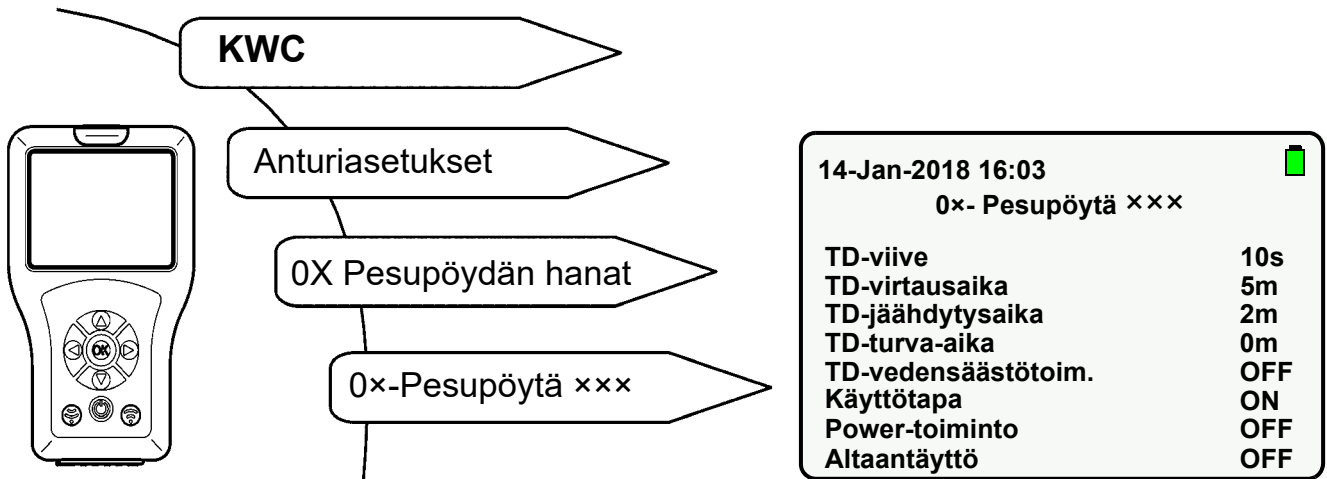 KWC
Anturiasetukset
0X Pesupöydän hanat
0×-Pesupöytä ×××
OK
14-Jan-2018 16:03
0×- Pesupöytä ×××
TD-viive 10s
TD-virtausaika 5m
TD-jäähdytysaika 2m
TD-turva-aika 0m
TD-vedensäästötoim. OFF
Käyttötapa ON
Power-toiminto OFF
Altaantäyttö OFF